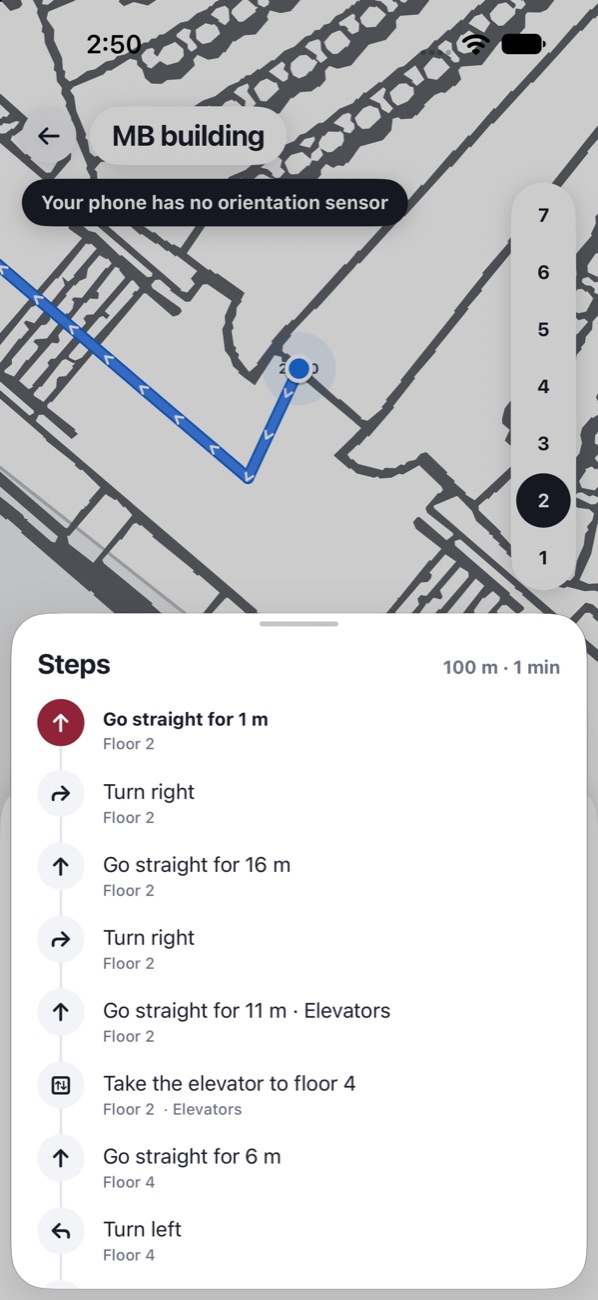 2:50
MB building
Your phone has no orientation sensor
7
6
5
4
3
2
1
Steps
100 m · 1 min
Go straight for 1 m
Floor 2
Turn right
Floor 2
Go straight for 16 m
Floor 2
Turn right
Floor 2
Go straight for 11 m · Elevators
Floor 2
Take the elevator to floor 4
Floor 2 · Elevators
Go straight for 6 m
Floor 4
Turn left
Floor 4